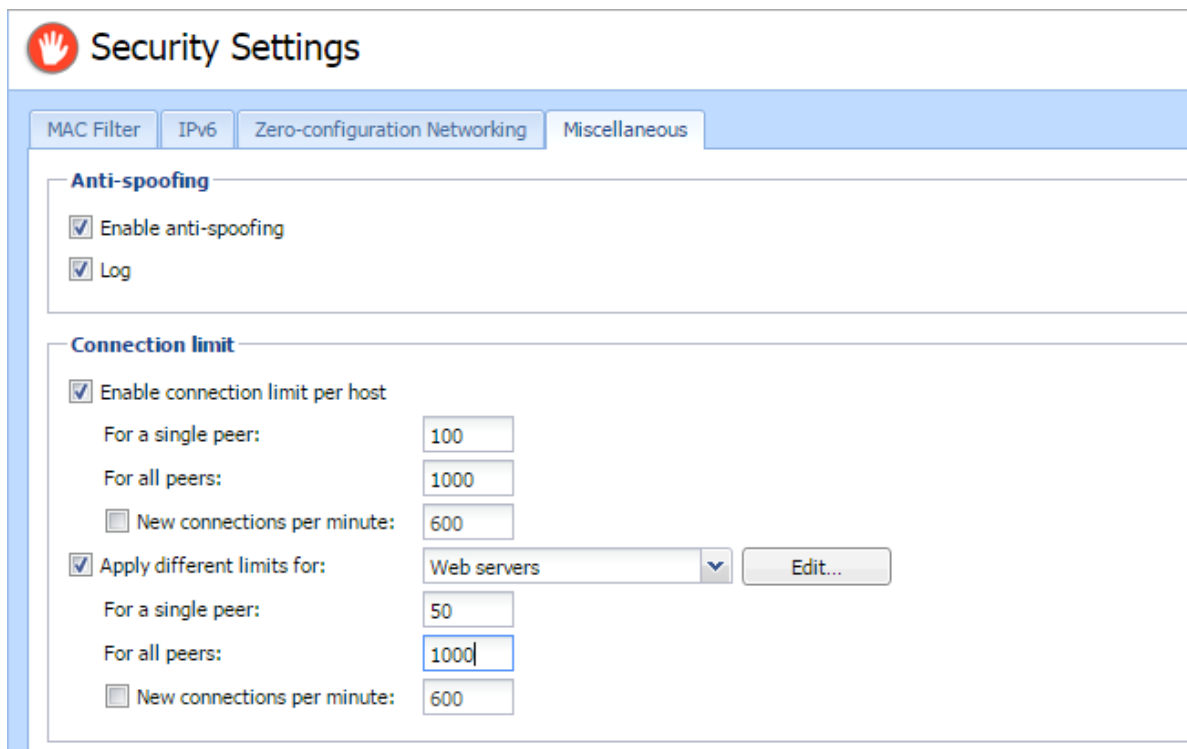 Security Settings
MAC Filter IPv6 Zero-configuration Networking Miscellaneous
Anti-spoofing
Enable anti-spoofing
Log
Connection limit
Enable connection limit per host
For a single peer: 100
For all peers: 1000
New connections per minute: 600
Apply different limits for: Web servers Edit...
For a single peer: 50
For all peers: 1000
New connections per minute: 600